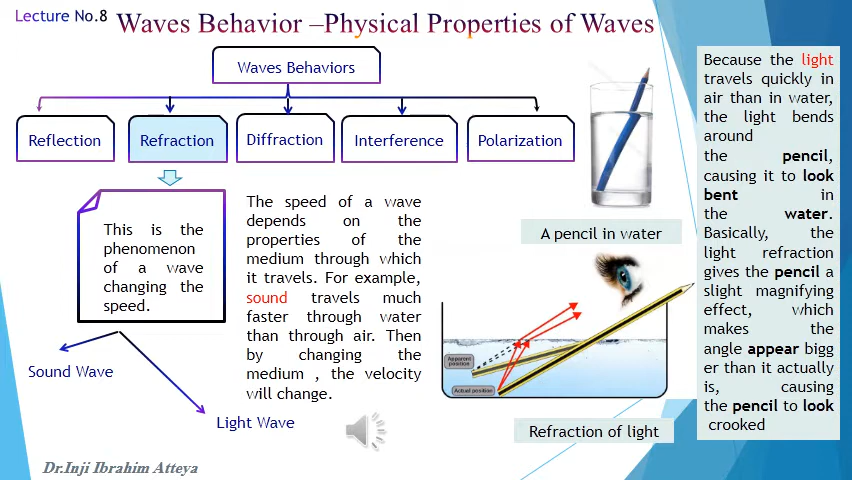 Lecture No.8
Waves Behavior –Physical Properties of Waves
Waves Behaviors
Reflection
Refraction
Diffraction
Interference
Polarization
This is the
phenomenon
of a wave
changing the
speed.
Sound Wave
Light Wave
The speed of a wave
depends on the
properties of the
medium through which
it travels. For example,
sound travels much
faster through water
than through air. Then
by changing the
medium , the velocity
will change.
A pencil in water
Apparent
position
Actual position
Refraction of light
Because the light
travels quickly in
air than in water,
the light bends
around
the pencil,
causing it to look
bent in
the water.
Basically, the
light refraction
gives the pencil a
slight magnifying
effect, which
makes the
angle appear bigg
er than it actually
is, causing
the pencil to look
crooked
Dr.Inji Ibrahim Atteya